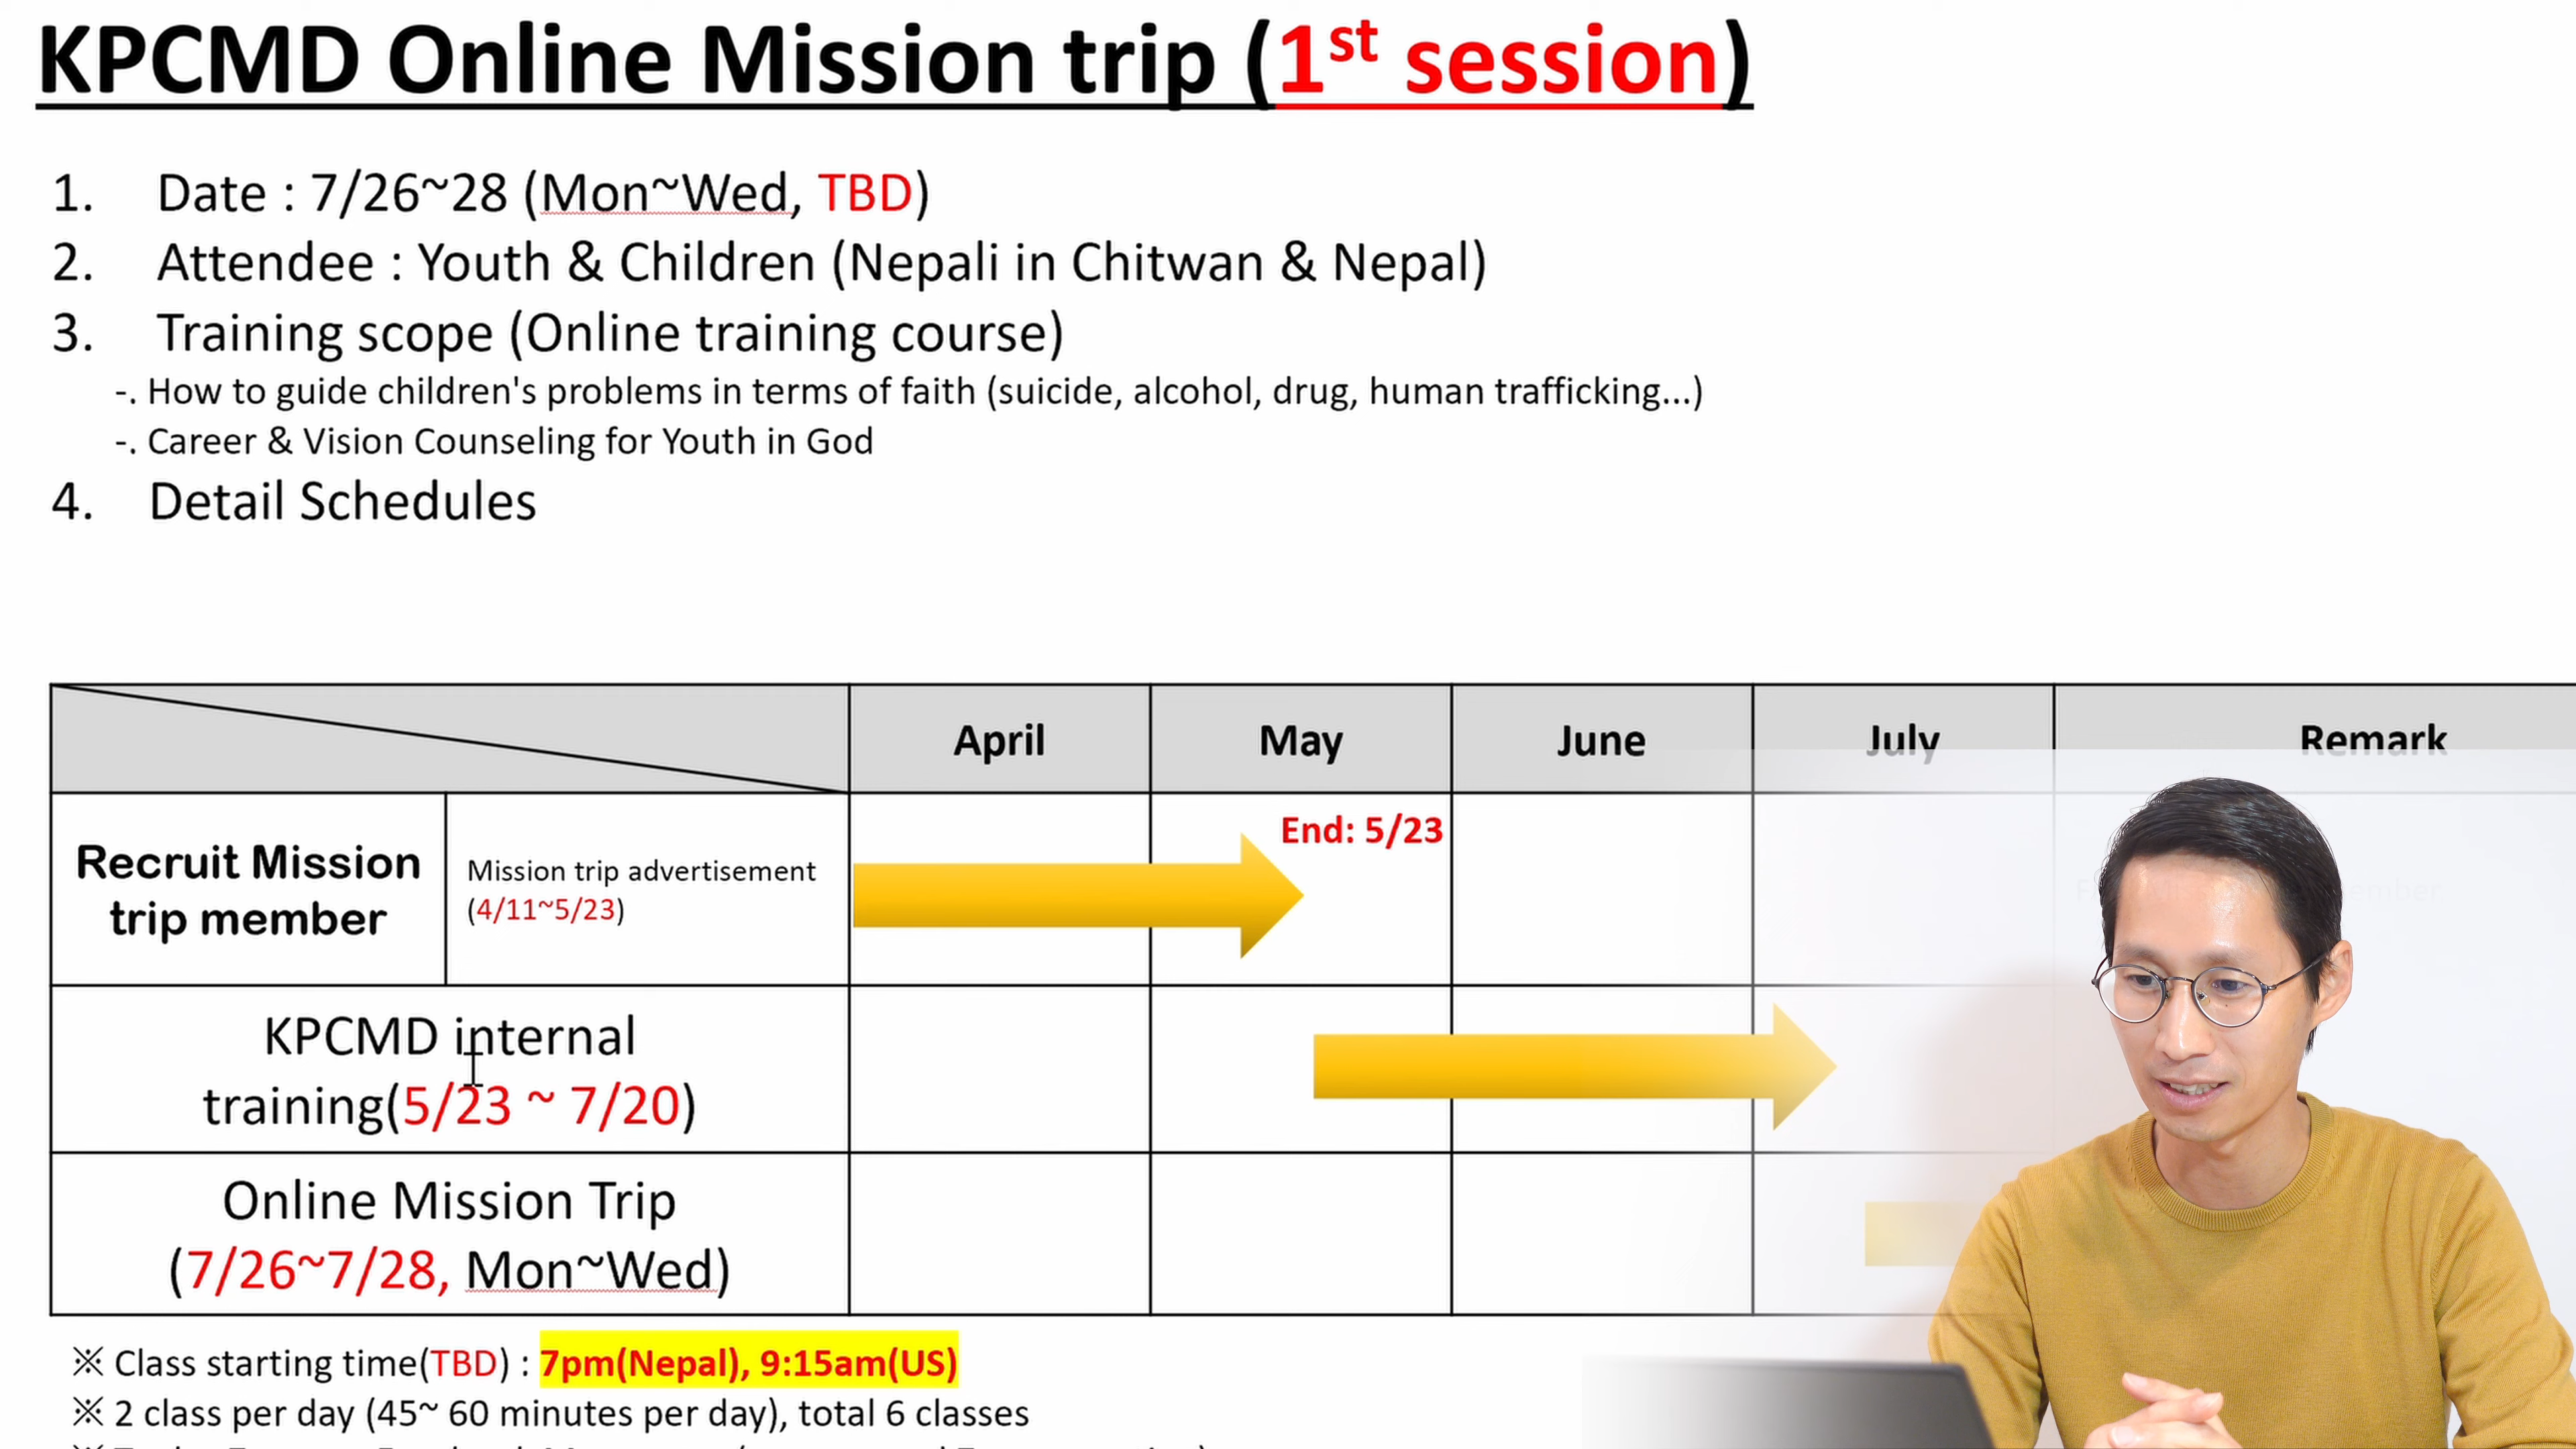 KPCMD Online Mission trip (1st session)
1. Date : 7/26~28 (Mon~Wed, TBD)
2. Attendee : Youth & Children (Nepali in Chitwan & Nepal)
3. Training scope (Online training course)
-. How to guide children's problems in terms of faith (suicide, alcohol, drug, human trafficking...)
-. Career & Vision Counseling for Youth in God
4. Detail Schedules
April May June July Remark
Recruit Mission
trip member
Mission trip advertisement
(4/11~5/23)
End: 5/23
KPCMD internal
training(5/23 ~ 7/20)
Online Mission Trip
(7/26~7/28, Mon~Wed)
※ Class starting time(TBD) : 7pm(Nepal), 9:15am(US)
※ 2 class per day (45~ 60 minutes per day), total 6 classes